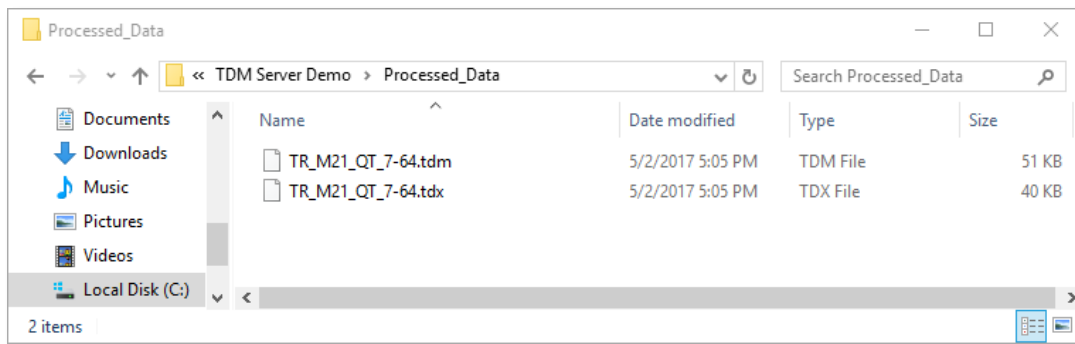 Processed_Data
« TDM Server Demo > Processed_Data
Search Processed_Data
Documents
Downloads
Music
Pictures
Videos
Local Disk (C:)
Name Date modified Type Size
TR_M21_QT_7-64.tdm 5/2/2017 5:05 PM TDM File 51 KB
TR_M21_QT_7-64.tdx 5/2/2017 5:05 PM TDX File 40 KB
2 items